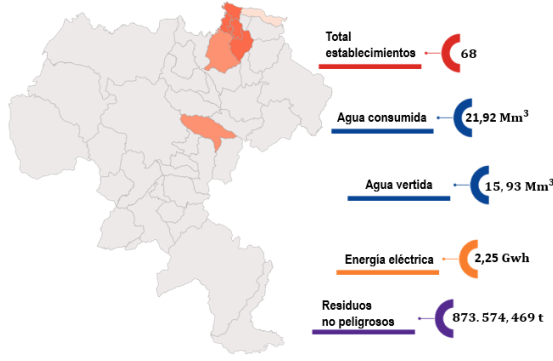 Total
establecimientos
68
Agua consumida
21,92 Mm³
Agua vertida
15,93 Mm³
Energía eléctrica
2,25 Gwh
Residuos
no peligrosos
873.574,469 t